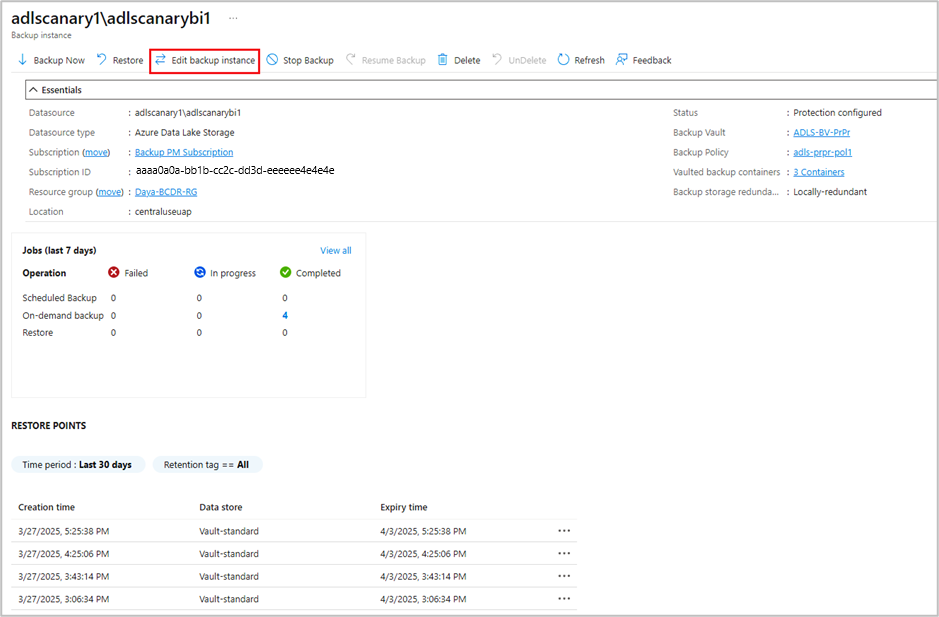 adlscanary1\adlscanarybi1 ...
Backup instance
Backup Now Restore Edit backup instance Stop Backup Resume Backup Delete UnDelete Refresh Feedback
Essentials
Datasource : adlscanary1\adlscanarybi1 Status : Protection configured
Datasource type : Azure Data Lake Storage Backup Vault : ADLS-BV-PrPr
Subscription (move) : Backup PM Subscription Backup Policy : adls-prpr-pol1
Subscription ID : aaaa0a0a-bb1b-cc2c-dd3d-eeeeee4e4e4e Vaulted backup containers : 3 Containers
Resource group (move) : Daya-BCDR-RG Backup storage redunda... : Locally-redundant
Location : centraluseuap
Jobs (last 7 days) View all
Operation Failed In progress Completed
Scheduled Backup 0 0 0
On-demand backup 0 0 4
Restore 0 0 0
RESTORE POINTS
Time period : Last 30 days Retention tag == All
Creation time Data store Expiry time
3/27/2025, 5:25:38 PM Vault-standard 4/3/2025, 5:25:38 PM ...
3/27/2025, 4:25:06 PM Vault-standard 4/3/2025, 4:25:06 PM ...
3/27/2025, 3:43:14 PM Vault-standard 4/3/2025, 3:43:14 PM ...
3/27/2025, 3:06:34 PM Vault-standard 4/3/2025, 3:06:34 PM ...